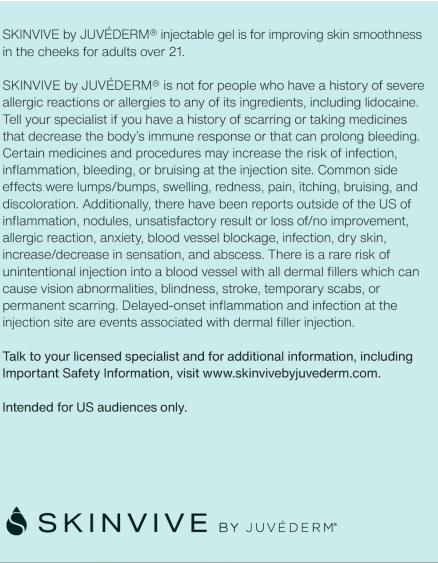 SKINVIVE by JUVÉDERM® injectable gel is for improving skin smoothness
in the cheeks for adults over 21.
SKINVIVE by JUVÉDERM® is not for people who have a history of severe
allergic reactions or allergies to any of its ingredients, including lidocaine.
Tell your specialist if you have a history of scarring or taking medicines
that decrease the body's immune response or that can prolong bleeding.
Certain medicines and procedures may increase the risk of infection,
inflammation, bleeding, or bruising at the injection site. Common side
effects were lumps/bumps, swelling, redness, pain, itching, bruising, and
discoloration. Additionally, there have been reports outside of the US of
inflammation, nodules, unsatisfactory result or loss of/no improvement,
allergic reaction, anxiety, blood vessel blockage, infection, dry skin,
increase/decrease in sensation, and abscess. There is a rare risk of
unintentional injection into a blood vessel with all dermal fillers which can
cause vision abnormalities, blindness, stroke, temporary scabs, or
permanent scarring. Delayed-onset inflammation and infection at the
injection site are events associated with dermal filler injection.
Talk to your licensed specialist and for additional information, including
Important Safety Information, visit www.skinvivebyjuvederm.com.
Intended for US audiences only.
SKINVIVE BY JUVÉDERM®